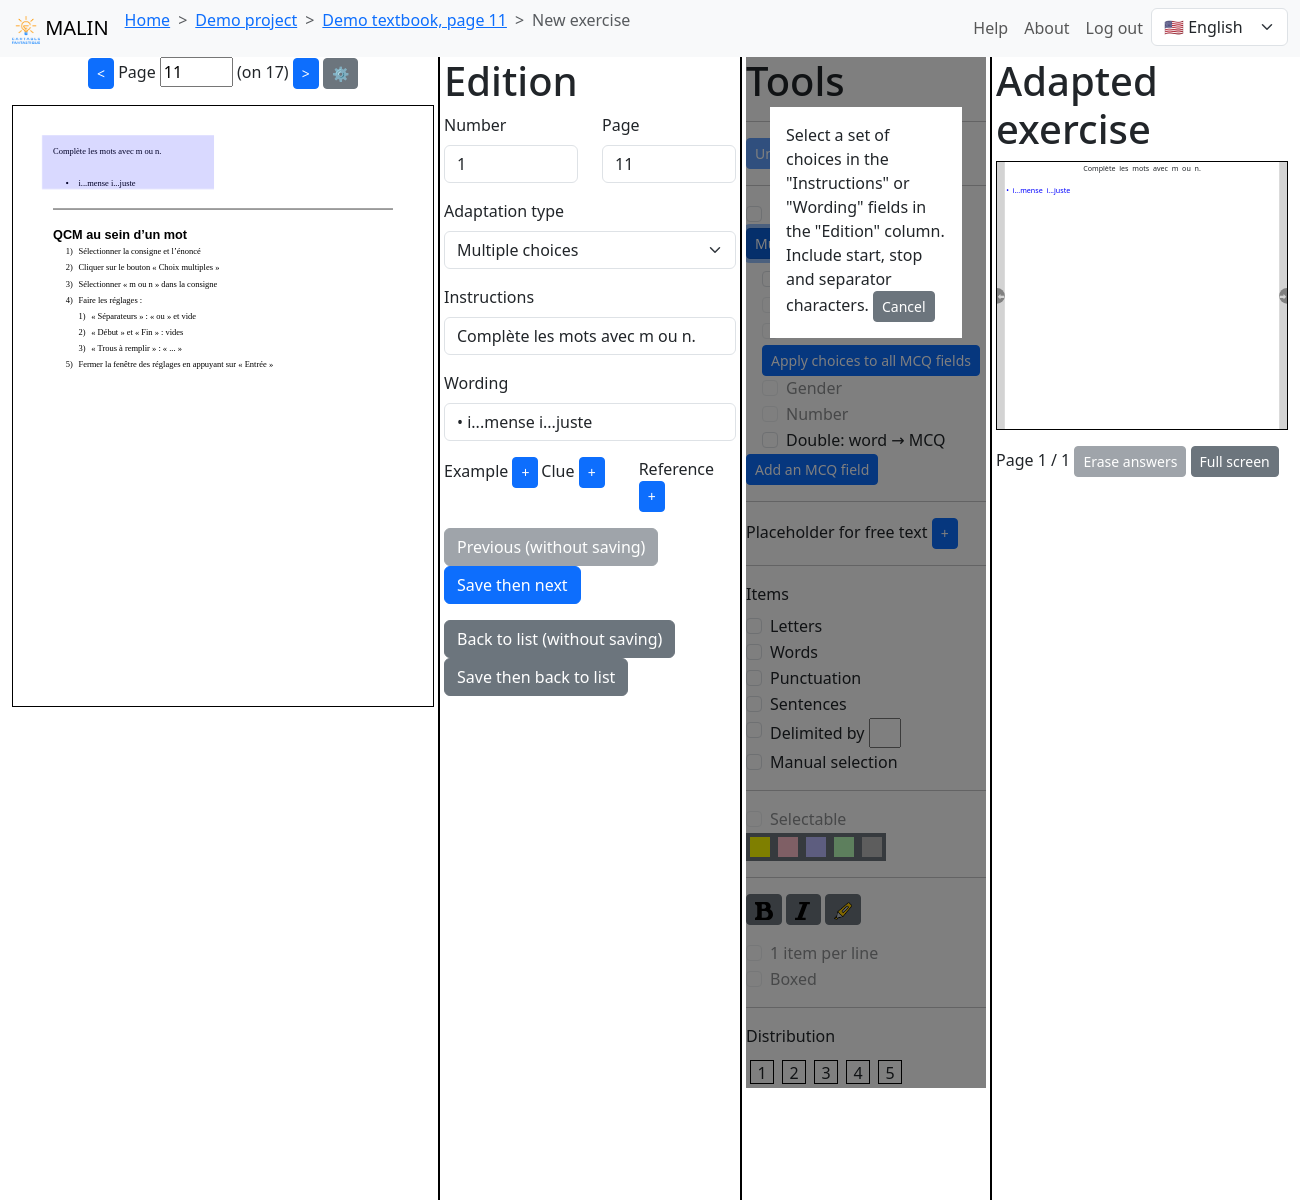 MALIN
Home > Demo project > Demo textbook, page 11 > New exercise
Help About Log out 🇺🇸 English
< Page 11 (on 17) > ⚙️
Complète les mots avec m ou n.
• i...mense i...juste
QCM au sein d’un mot
1) Sélectionner la consigne et l’énoncé
2) Cliquer sur le bouton « Choix multiples »
3) Sélectionner « m ou n » dans la consigne
4) Faire les réglages :
1) « Séparateurs » : « ou » et vide
2) « Début » et « Fin » : vides
3) « Trous à remplir » : « ... »
5) Fermer la fenêtre des réglages en appuyant sur « Entrée »
Edition
Number Page
1 11
Adaptation type
Multiple choices
Instructions
Complète les mots avec m ou n.
Wording
• i...mense i...juste
Example + Clue + Reference
+
Previous (without saving)
Save then next
Back to list (without saving)
Save then back to list
Tools
Select a set of
choices in the
"Instructions" or
"Wording" fields in
the "Edition" column.
Include start, stop
and separator
characters. Cancel
Apply choices to all MCQ fields
Gender
Number
Double: word → MCQ
Add an MCQ field
Placeholder for free text +
Items
Letters
Words
Punctuation
Sentences
Delimited by
Manual selection
Selectable
B I
1 item per line
Boxed
Distribution
1 2 3 4 5
Adapted
exercise
Complète les mots avec m ou n.
• i...mense i...juste
Page 1 / 1 Erase answers Full screen